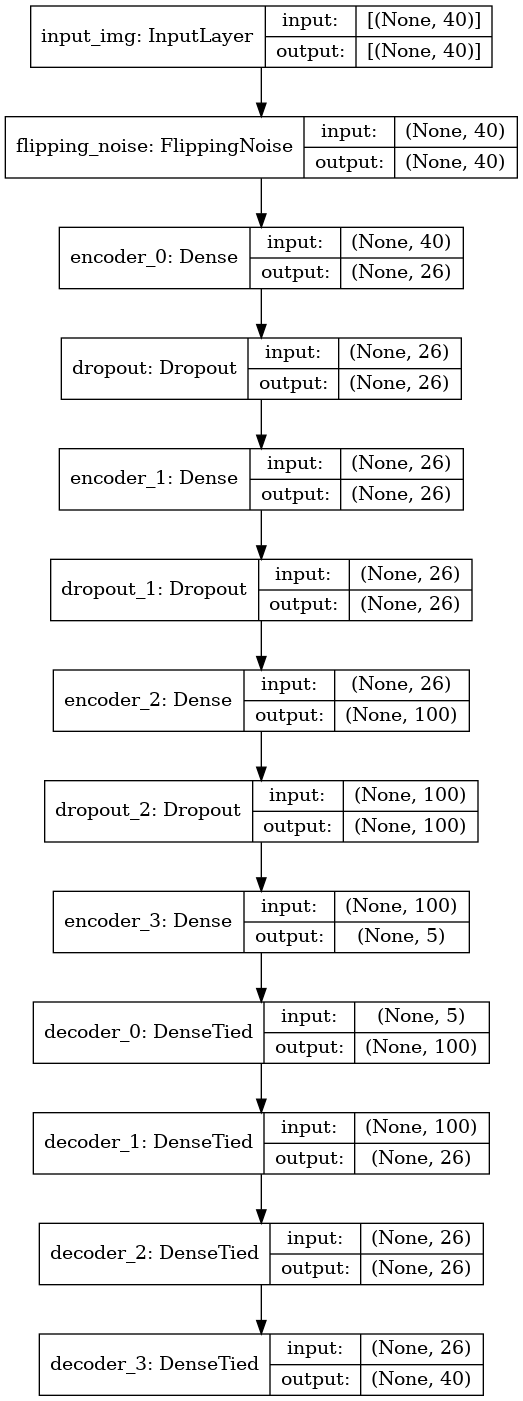 input_img: InputLayer
input: [(None, 40)]
output: [(None, 40)]
flipping_noise: FlippingNoise
input: (None, 40)
output: (None, 40)
encoder_0: Dense
input: (None, 40)
output: (None, 26)
dropout: Dropout
input: (None, 26)
output: (None, 26)
encoder_1: Dense
input: (None, 26)
output: (None, 26)
dropout_1: Dropout
input: (None, 26)
output: (None, 26)
encoder_2: Dense
input: (None, 26)
output: (None, 100)
dropout_2: Dropout
input: (None, 100)
output: (None, 100)
encoder_3: Dense
input: (None, 100)
output: (None, 5)
decoder_0: DenseTied
input: (None, 5)
output: (None, 100)
decoder_1: DenseTied
input: (None, 100)
output: (None, 26)
decoder_2: DenseTied
input: (None, 26)
output: (None, 26)
decoder_3: DenseTied
input: (None, 26)
output: (None, 40)